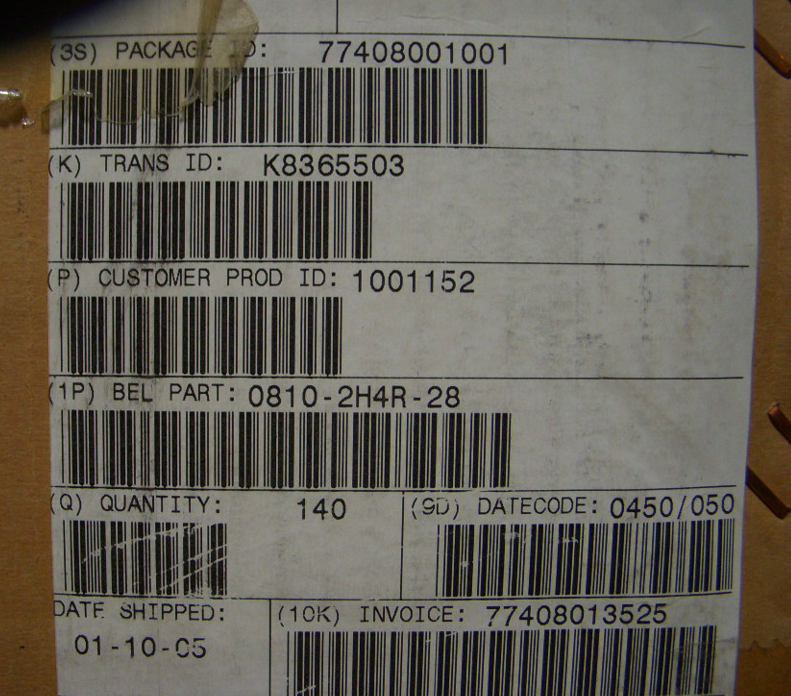 (3S) PACKAGE ID: 77408001001
(K) TRANS ID: K8365503
(P) CUSTOMER PROD ID: 1001152
(1P) BEL PART: 0810-2H4R-28
(Q) QUANTITY: 140
(9D) DATECODE: 0450/050
DATE SHIPPED:
01-10-05
(10K) INVOICE: 77408013525